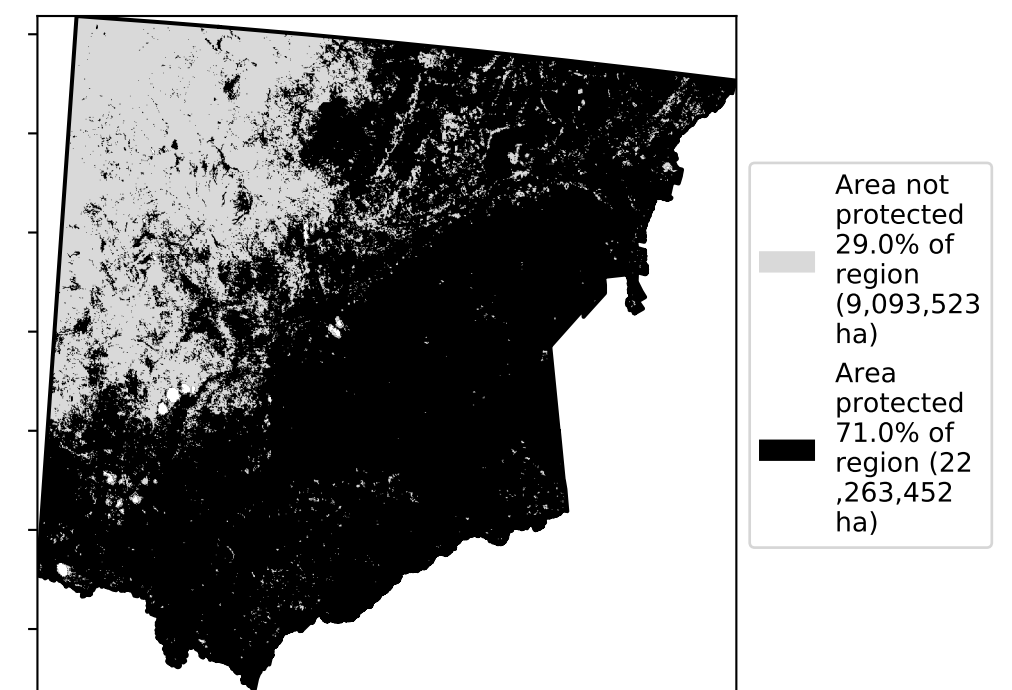 Area not
protected
29.0% of
region
(9,093,523
ha)
Area
protected
71.0% of
region (22
,263,452
ha)